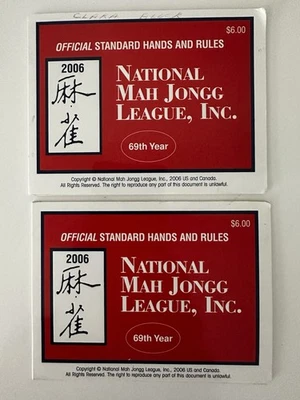 $6.00
OFFICIAL STANDARD HANDS AND RULES
2006
麻
雀
NATIONAL
MAH JONGG
LEAGUE, INC.
69th Year
Copyright © National Mah Jongg League, Inc., 2006 US and Canada.
All Rights Reserved. The right to reproduce any part of this document is unlawful.
$6.00
OFFICIAL STANDARD HANDS AND RULES
2006
麻
雀
NATIONAL
MAH JONGG
LEAGUE, INC.
69th Year
Copyright © National Mah Jongg League, Inc., 2006 US and Canada.
All Rights Reserved. The right to reproduce any part of this document is unlawful.